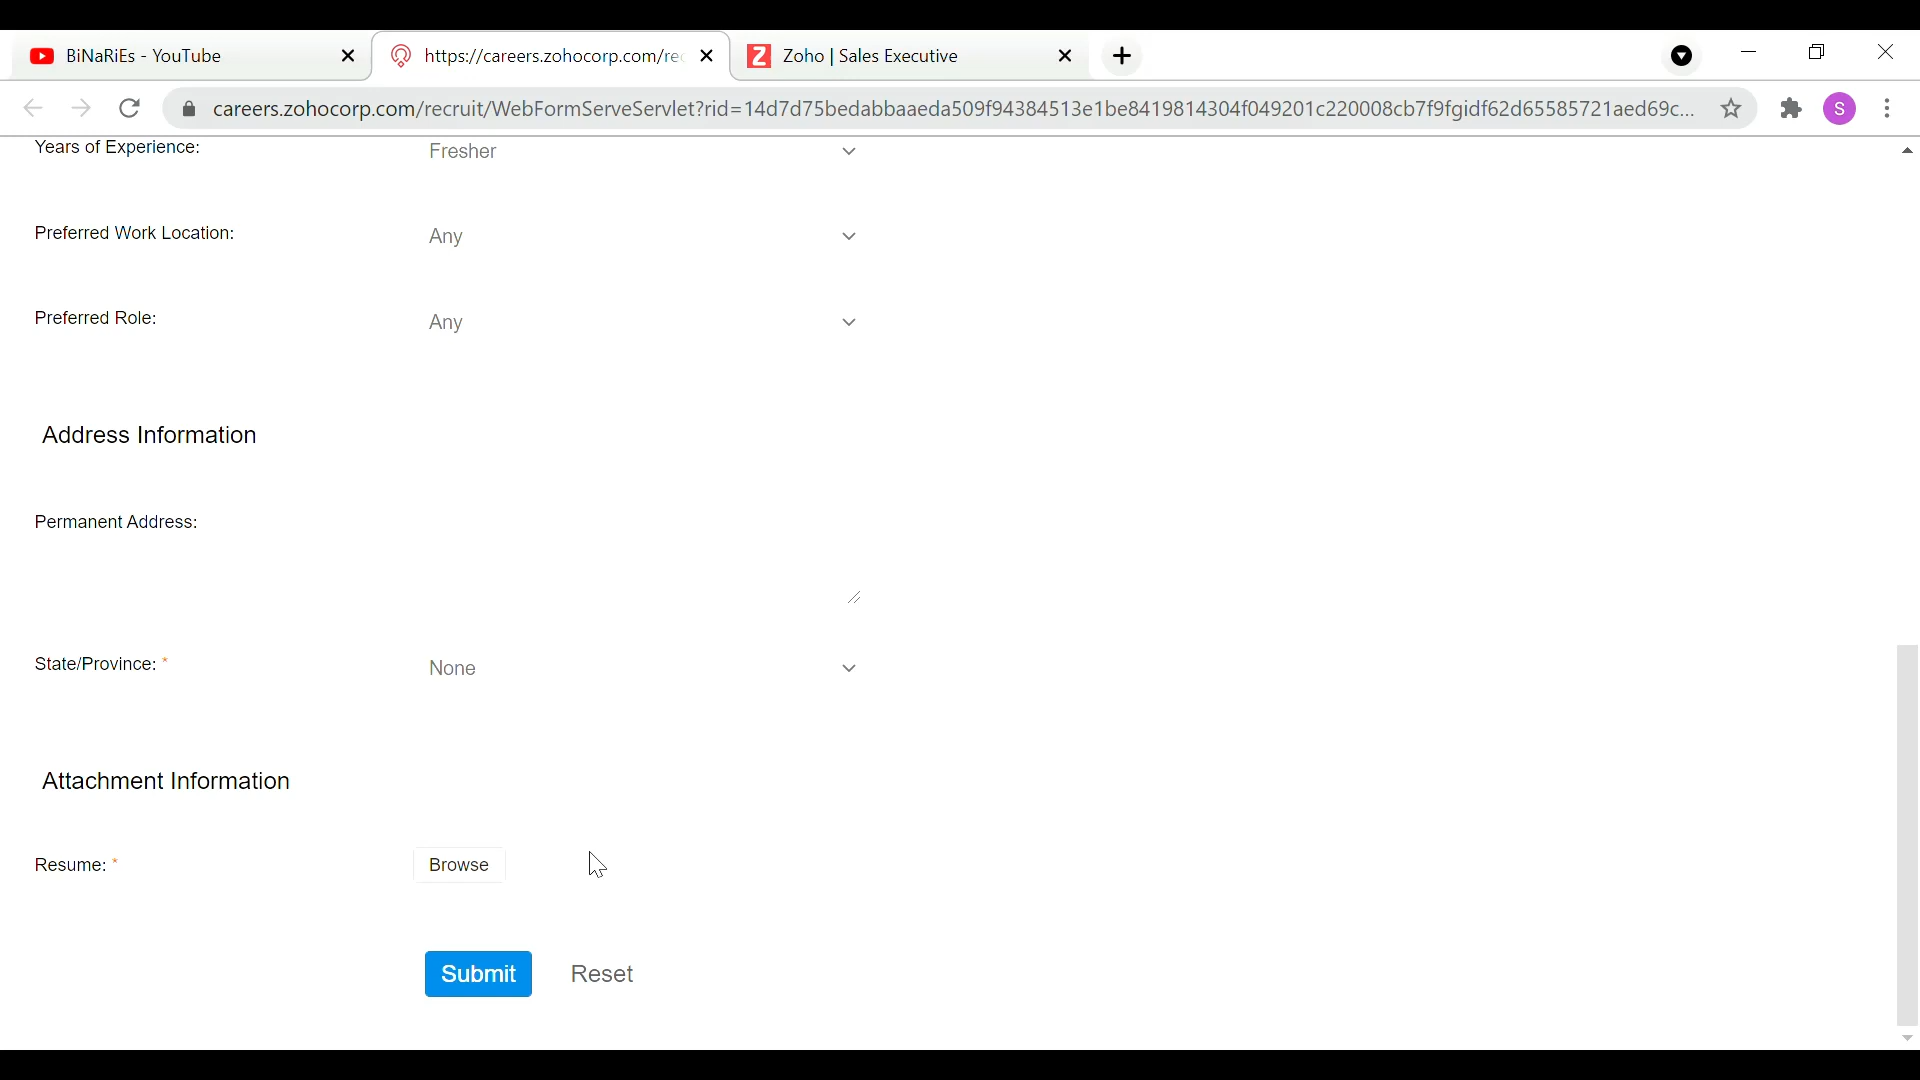 BiNaRiEs - YouTube
https://careers.zohocorp.com/rec
Z Zoho | Sales Executive
careers.zohocorp.com/recruit/WebFormServeServlet?rid=14d7d75bedabbaaeda509f94384513e1be8419814304f049201c220008cb7f9fgidf62d65585721aed69c...
S
Years of Experience: Fresher
Preferred Work Location: Any
Preferred Role: Any
Address Information
Permanent Address:
State/Province: * None
Attachment Information
Resume: * Browse
Submit Reset